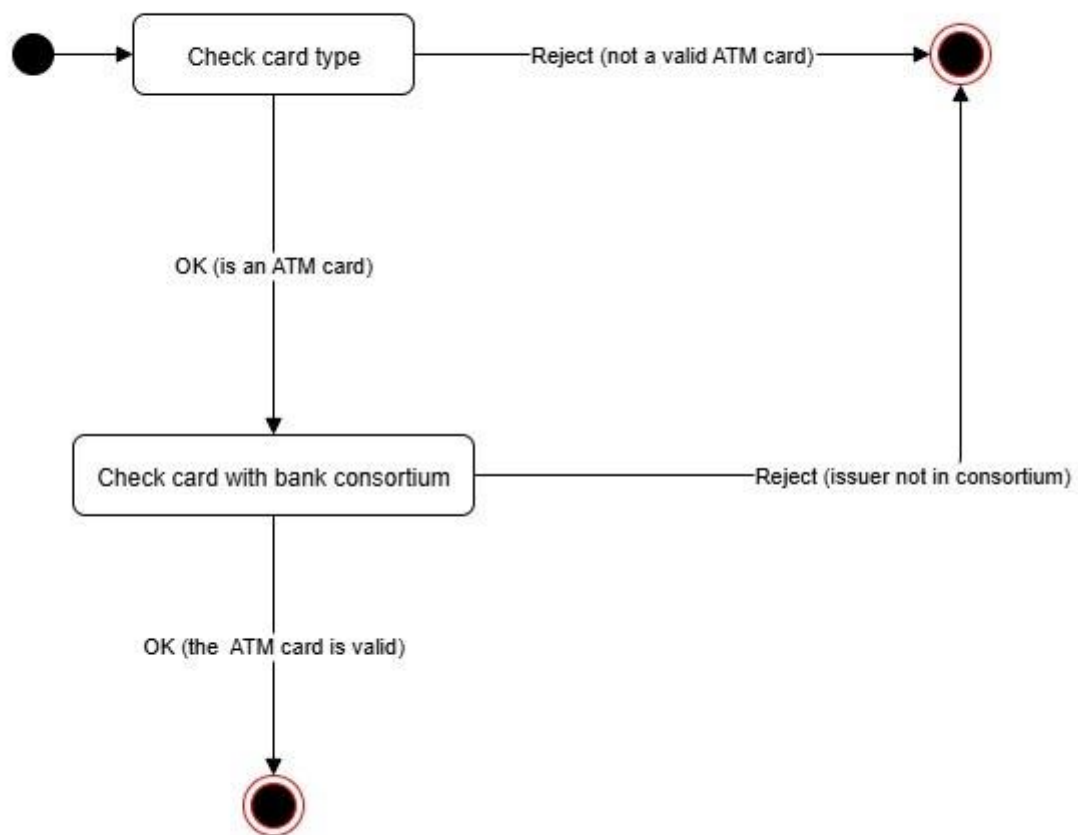 Check card type
Reject (not a valid ATM card)
OK (is an ATM card)
Check card with bank consortium
Reject (issuer not in consortium)
OK (the  ATM card is valid)